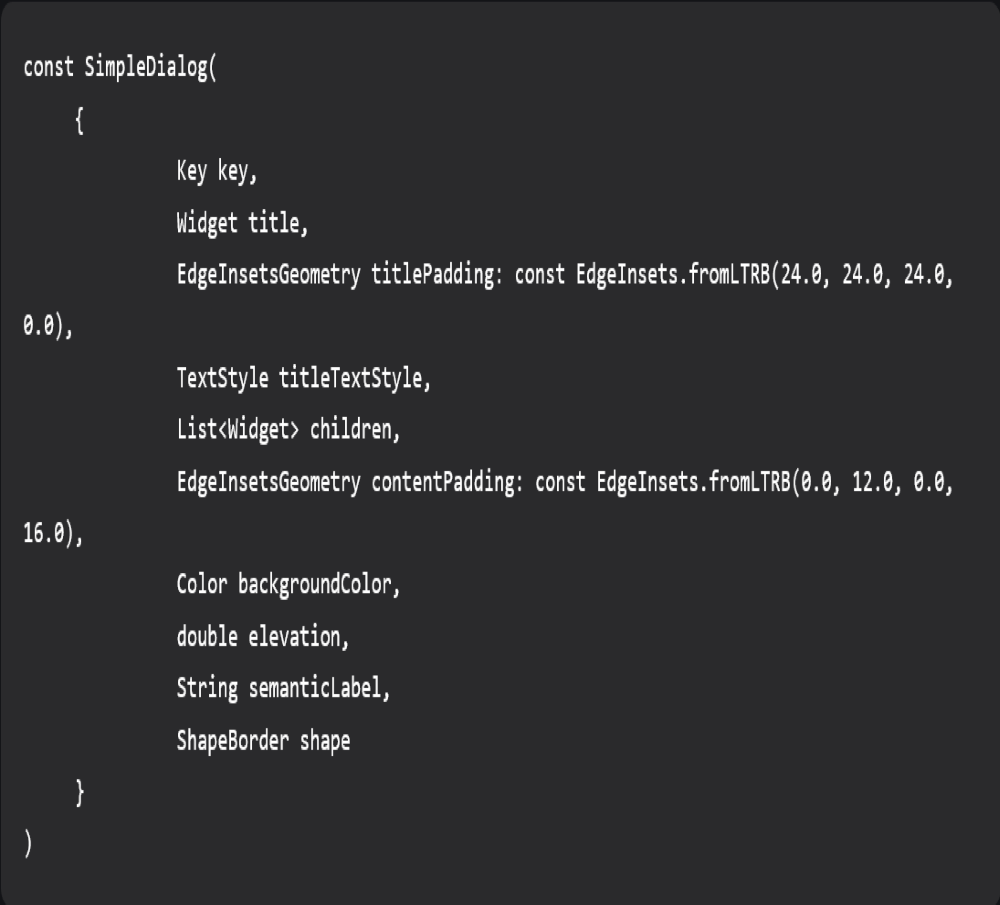 const SimpleDialog(
{
Key key,
Widget title,
EdgeInsetsGeometry titlePadding: const EdgeInsets.fromLTRB(24.0, 24.0, 24.0,
0.0),
TextStyle titleTextStyle,
List<Widget> children,
EdgeInsetsGeometry contentPadding: const EdgeInsets.fromLTRB(0.0, 12.0, 0.0,
16.0),
Color backgroundColor,
double elevation,
String semanticLabel,
ShapeBorder shape
}
)